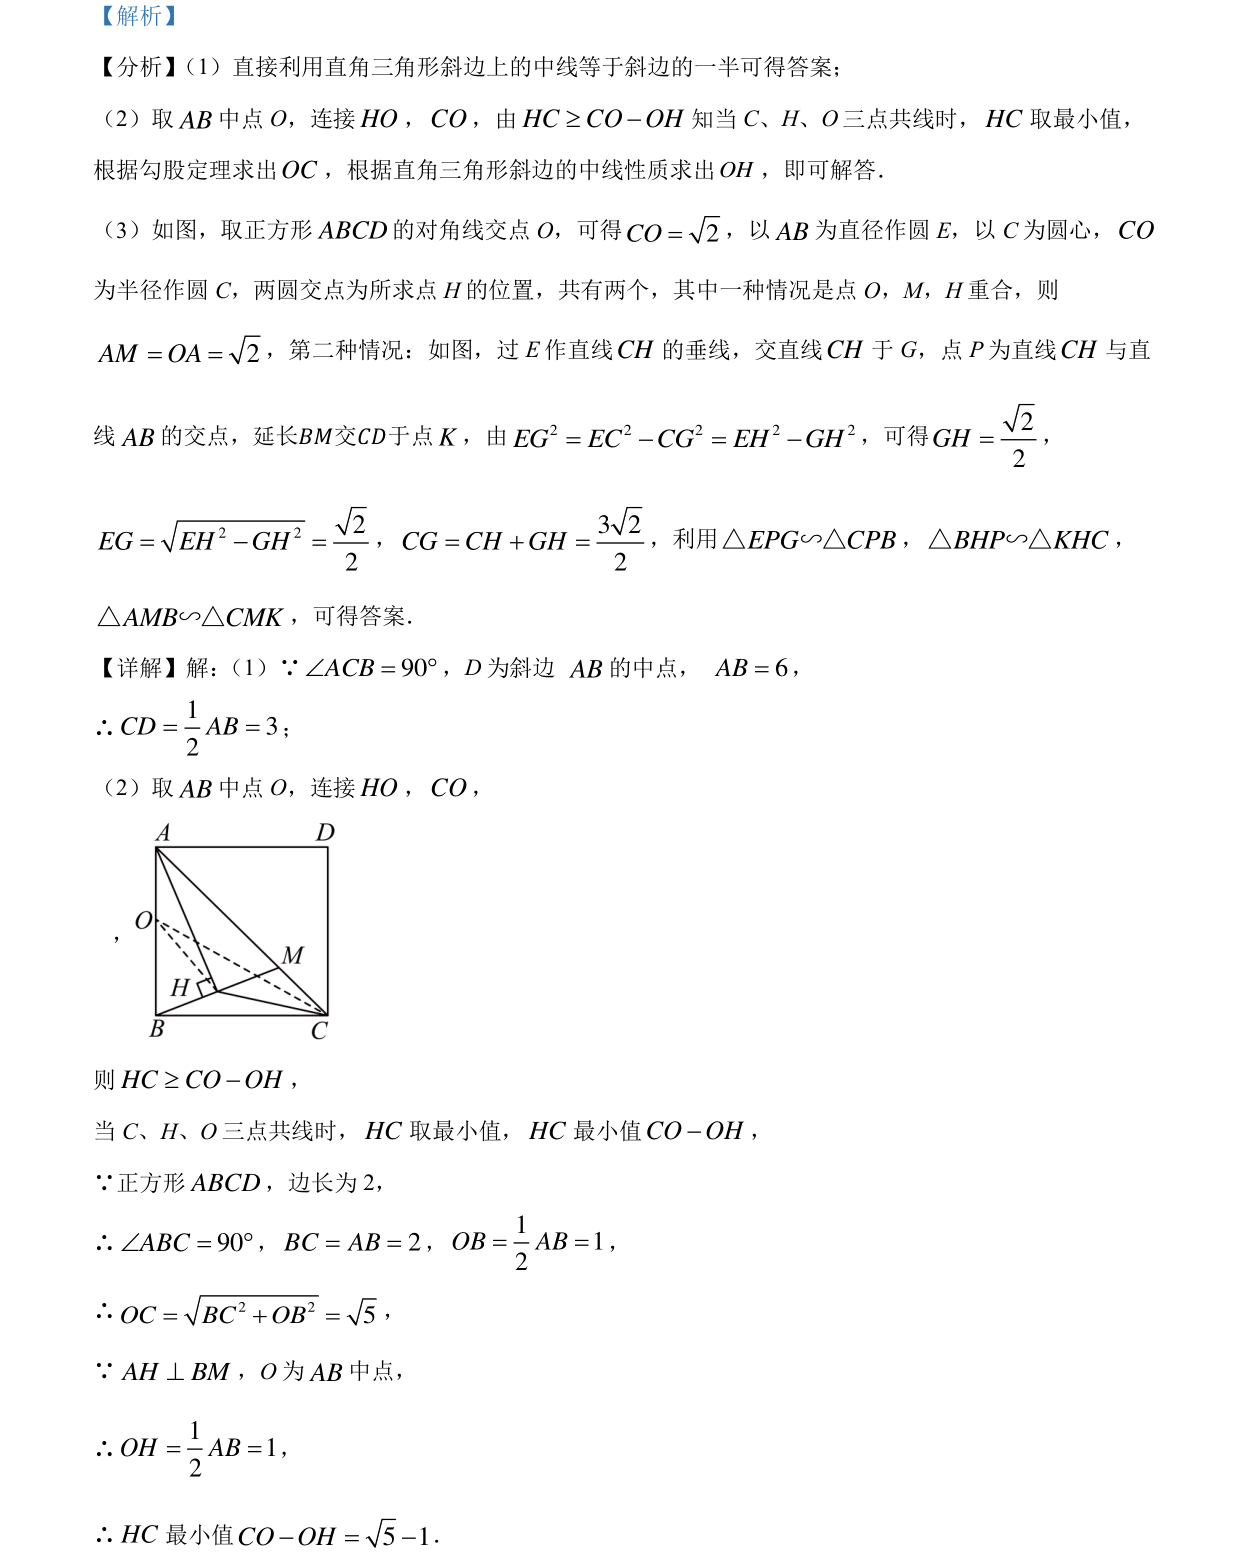 【解析】
【分析】（1）直接利用直角三角形斜边上的中线等于斜边的一半可得答案；
（2）取 AB 中点 O，连接 HO ，CO ，由 HC ≥ CO − OH 知当 C、H、O 三点共线时，HC 取最小值，
根据勾股定理求出 OC ，根据直角三角形斜边的中线性质求出 OH ，即可解答．
（3）如图，取正方形 ABCD 的对角线交点 O，可得 CO = √2 ，以 AB 为直径作圆 E，以 C 为圆心，CO
为半径作圆 C，两圆交点为所求点 H 的位置，共有两个，其中一种情况是点 O，M，H 重合，则
AM = OA = √2 ，第二种情况：如图，过 E 作直线 CH 的垂线，交直线 CH 于 G，点 P 为直线 CH 与直
线 AB 的交点，延长BM交CD于点 K ，由 EG² = EC² − CG² = EH² − GH² ，可得 GH = √2/2 ，
EG = √(EH² − GH²) = √2/2 ，CG = CH + GH = 3√2/2 ，利用 △EPG∽△CPB ，△BHP∽△KHC ，
△AMB∽△CMK ，可得答案．
【详解】解：（1）∵ ∠ACB = 90° ，D 为斜边 AB 的中点， AB = 6 ，
∴ CD = 1/2 AB = 3 ；
（2）取 AB 中点 O，连接 HO ，CO ，
A D
，
O
M
H
B C
则 HC ≥ CO − OH ，
当 C、H、O 三点共线时，HC 取最小值，HC 最小值 CO − OH ，
∵正方形 ABCD ，边长为 2，
∴ ∠ABC = 90° ，BC = AB = 2 ，OB = 1/2 AB = 1 ，
∴ OC = √(BC² + OB²) = √5 ，
∵ AH ⊥ BM ，O 为 AB 中点，
∴ OH = 1/2 AB = 1 ，
∴ HC 最小值 CO − OH = √5 − 1 ．